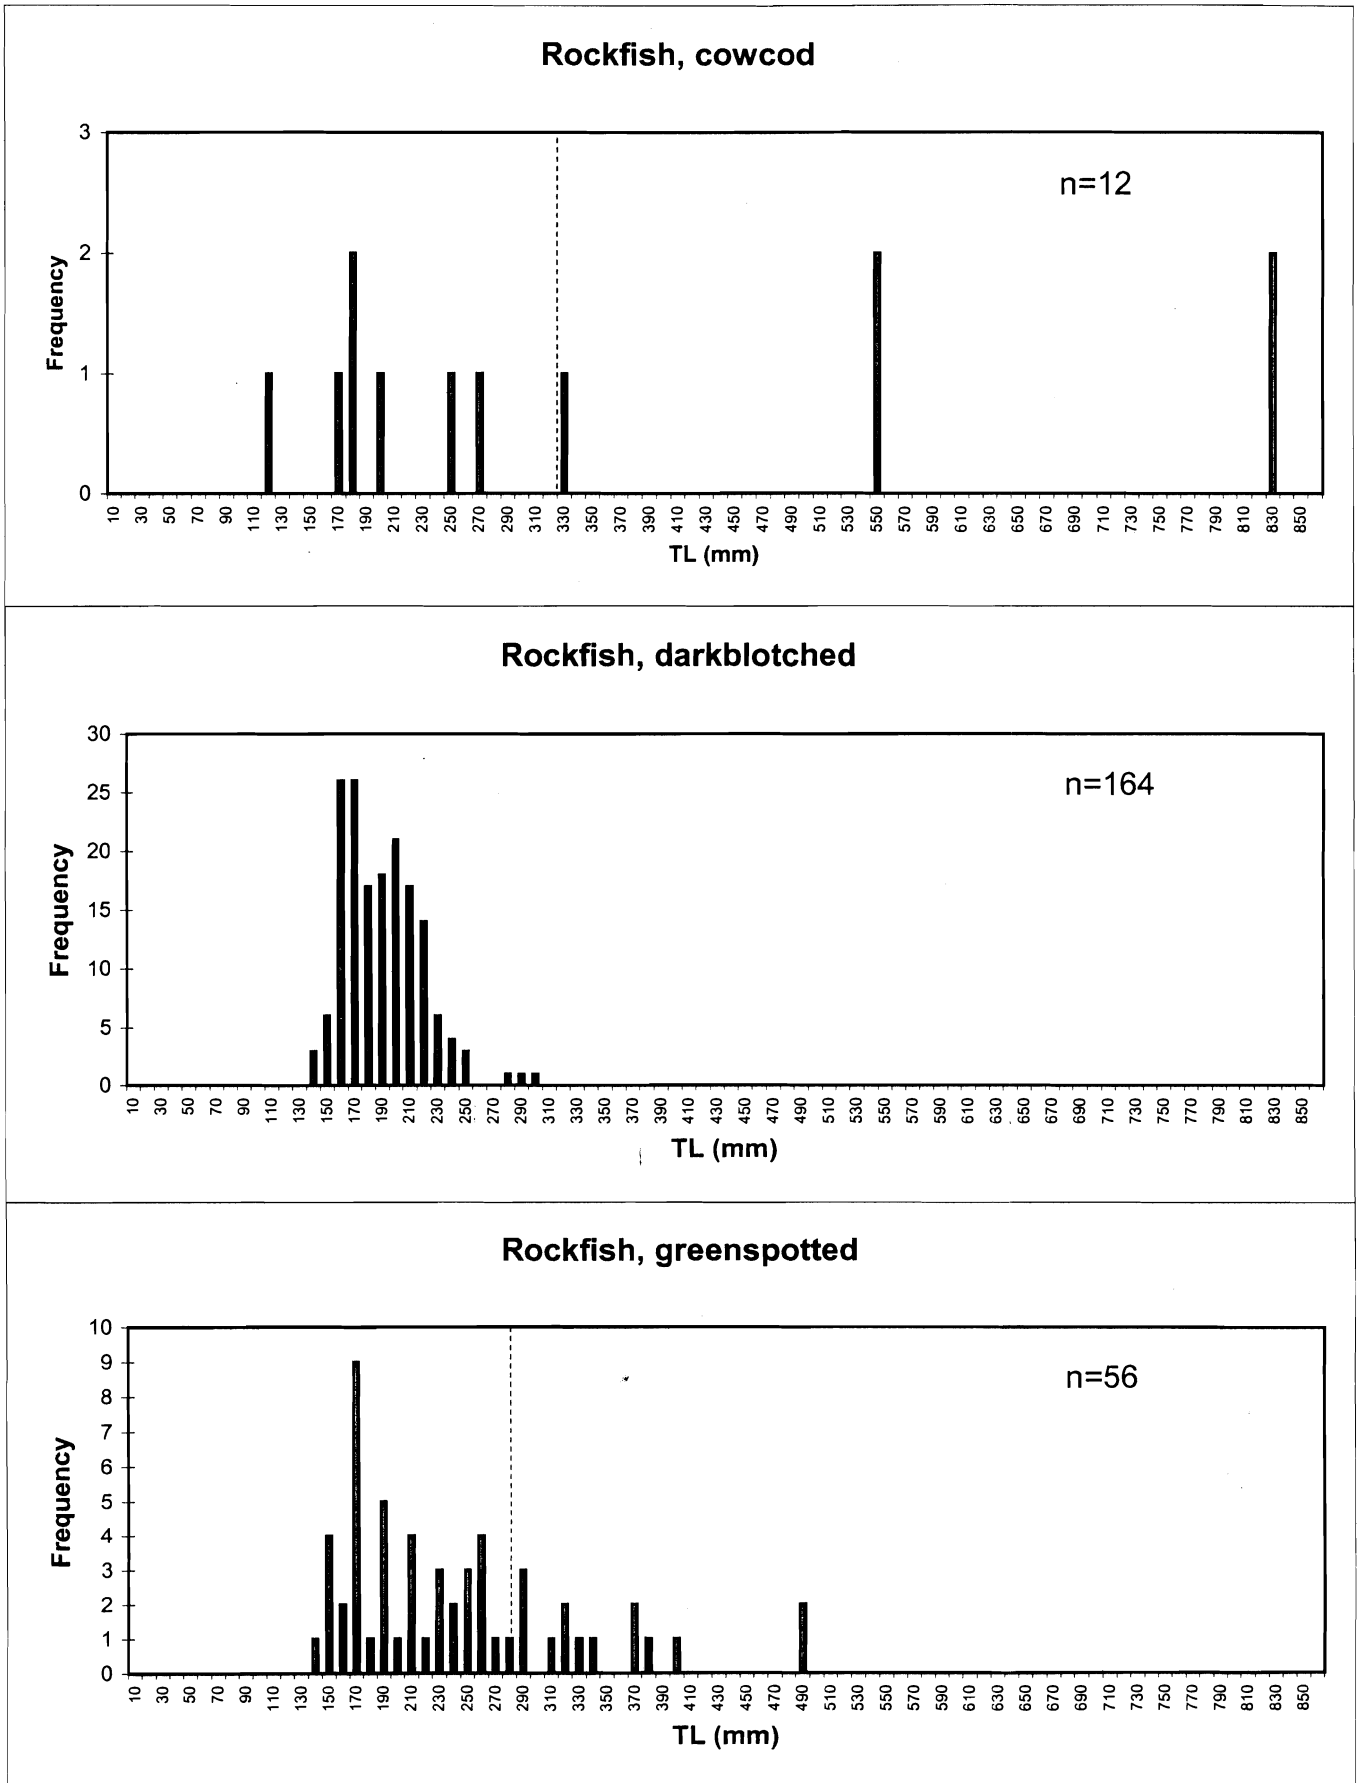 Rockfish, cowcod
3
n=12
2
Frequency
1
0
10 30 50 70 90 110 130 150 170 190 210 230 250 270 290 310 330 350 370 390 410 430 450 470 490 510 530 550 570 590 610 630 650 670 690 710 730 750 770 790 810 830 850
TL (mm)
Rockfish, darkblotched
30
n=164
25
20
Frequency
15
10
5
0
10 30 50 70 90 110 130 150 170 190 210 230 250 270 290 310 330 350 370 390 410 430 450 470 490 510 530 550 570 590 610 630 650 670 690 710 730 750 770 790 810 830 850
TL (mm)
Rockfish, greenspotted
10
9
n=56
8
7
6
Frequency
5
4
3
2
1
0
10 30 50 70 90 110 130 150 170 190 210 230 250 270 290 310 330 350 370 390 410 430 450 470 490 510 530 550 570 590 610 630 650 670 690 710 730 750 770 790 810 830 850
TL (mm)